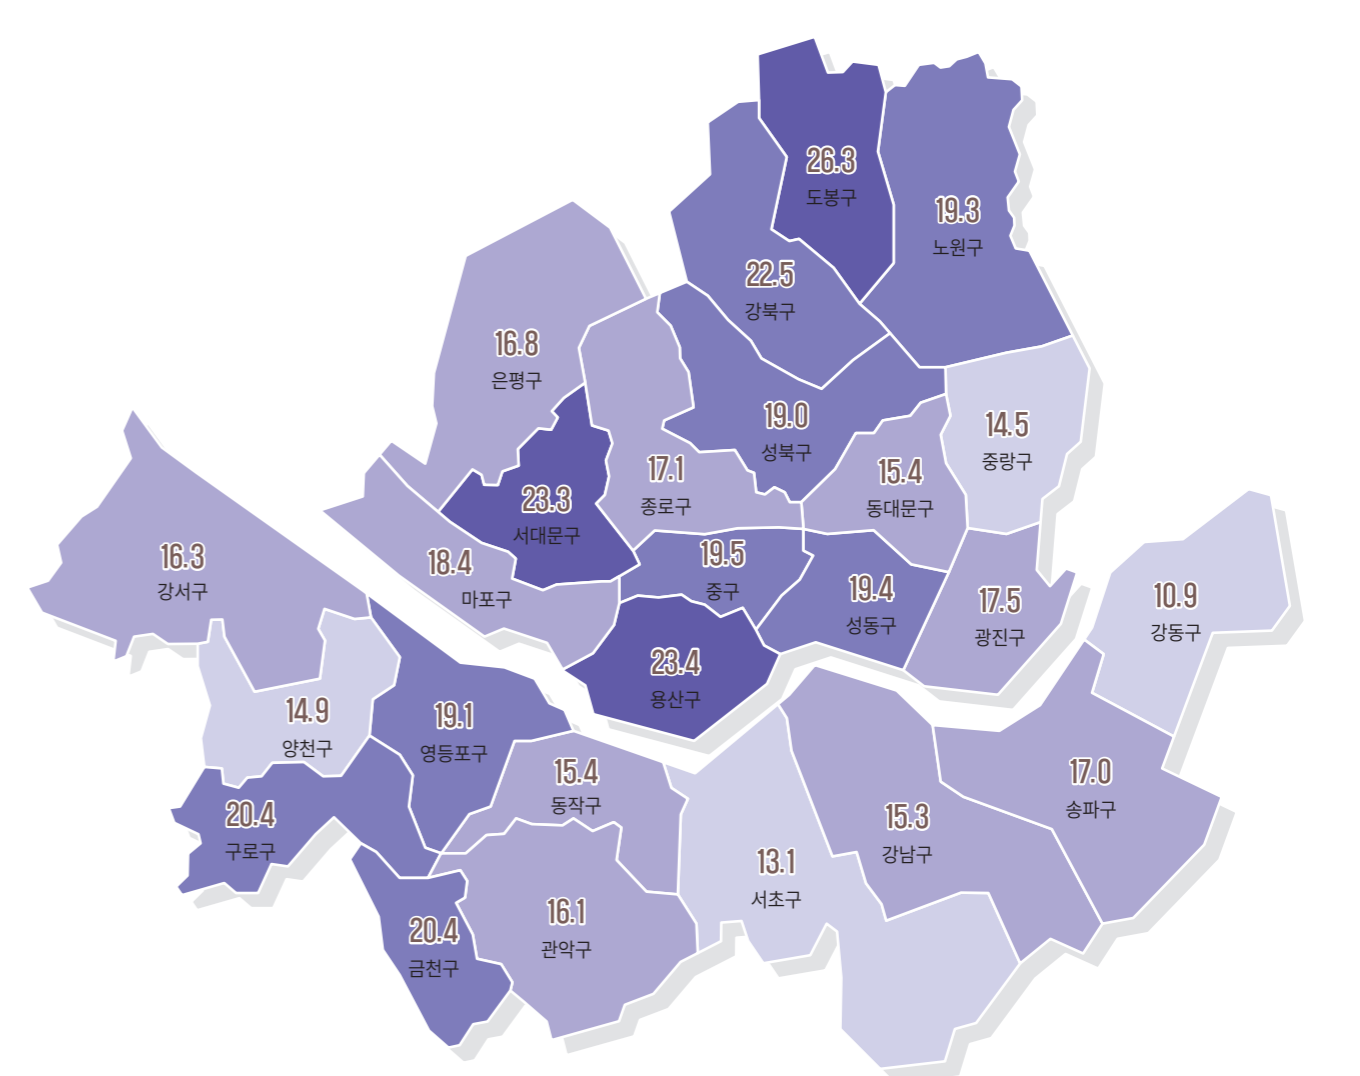 26.3
도봉구
19.3
노원구
22.5
강북구
16.8
은평구
19.0
성북구
14.5
중랑구
17.1
종로구
15.4
동대문구
23.3
서대문구
16.3
강서구
18.4
마포구
19.5
중구
19.4
성동구
17.5
광진구
10.9
강동구
23.4
용산구
14.9
양천구
19.1
영등포구
15.4
동작구
17.0
송파구
20.4
구로구
15.3
강남구
13.1
서초구
16.1
관악구
20.4
금천구